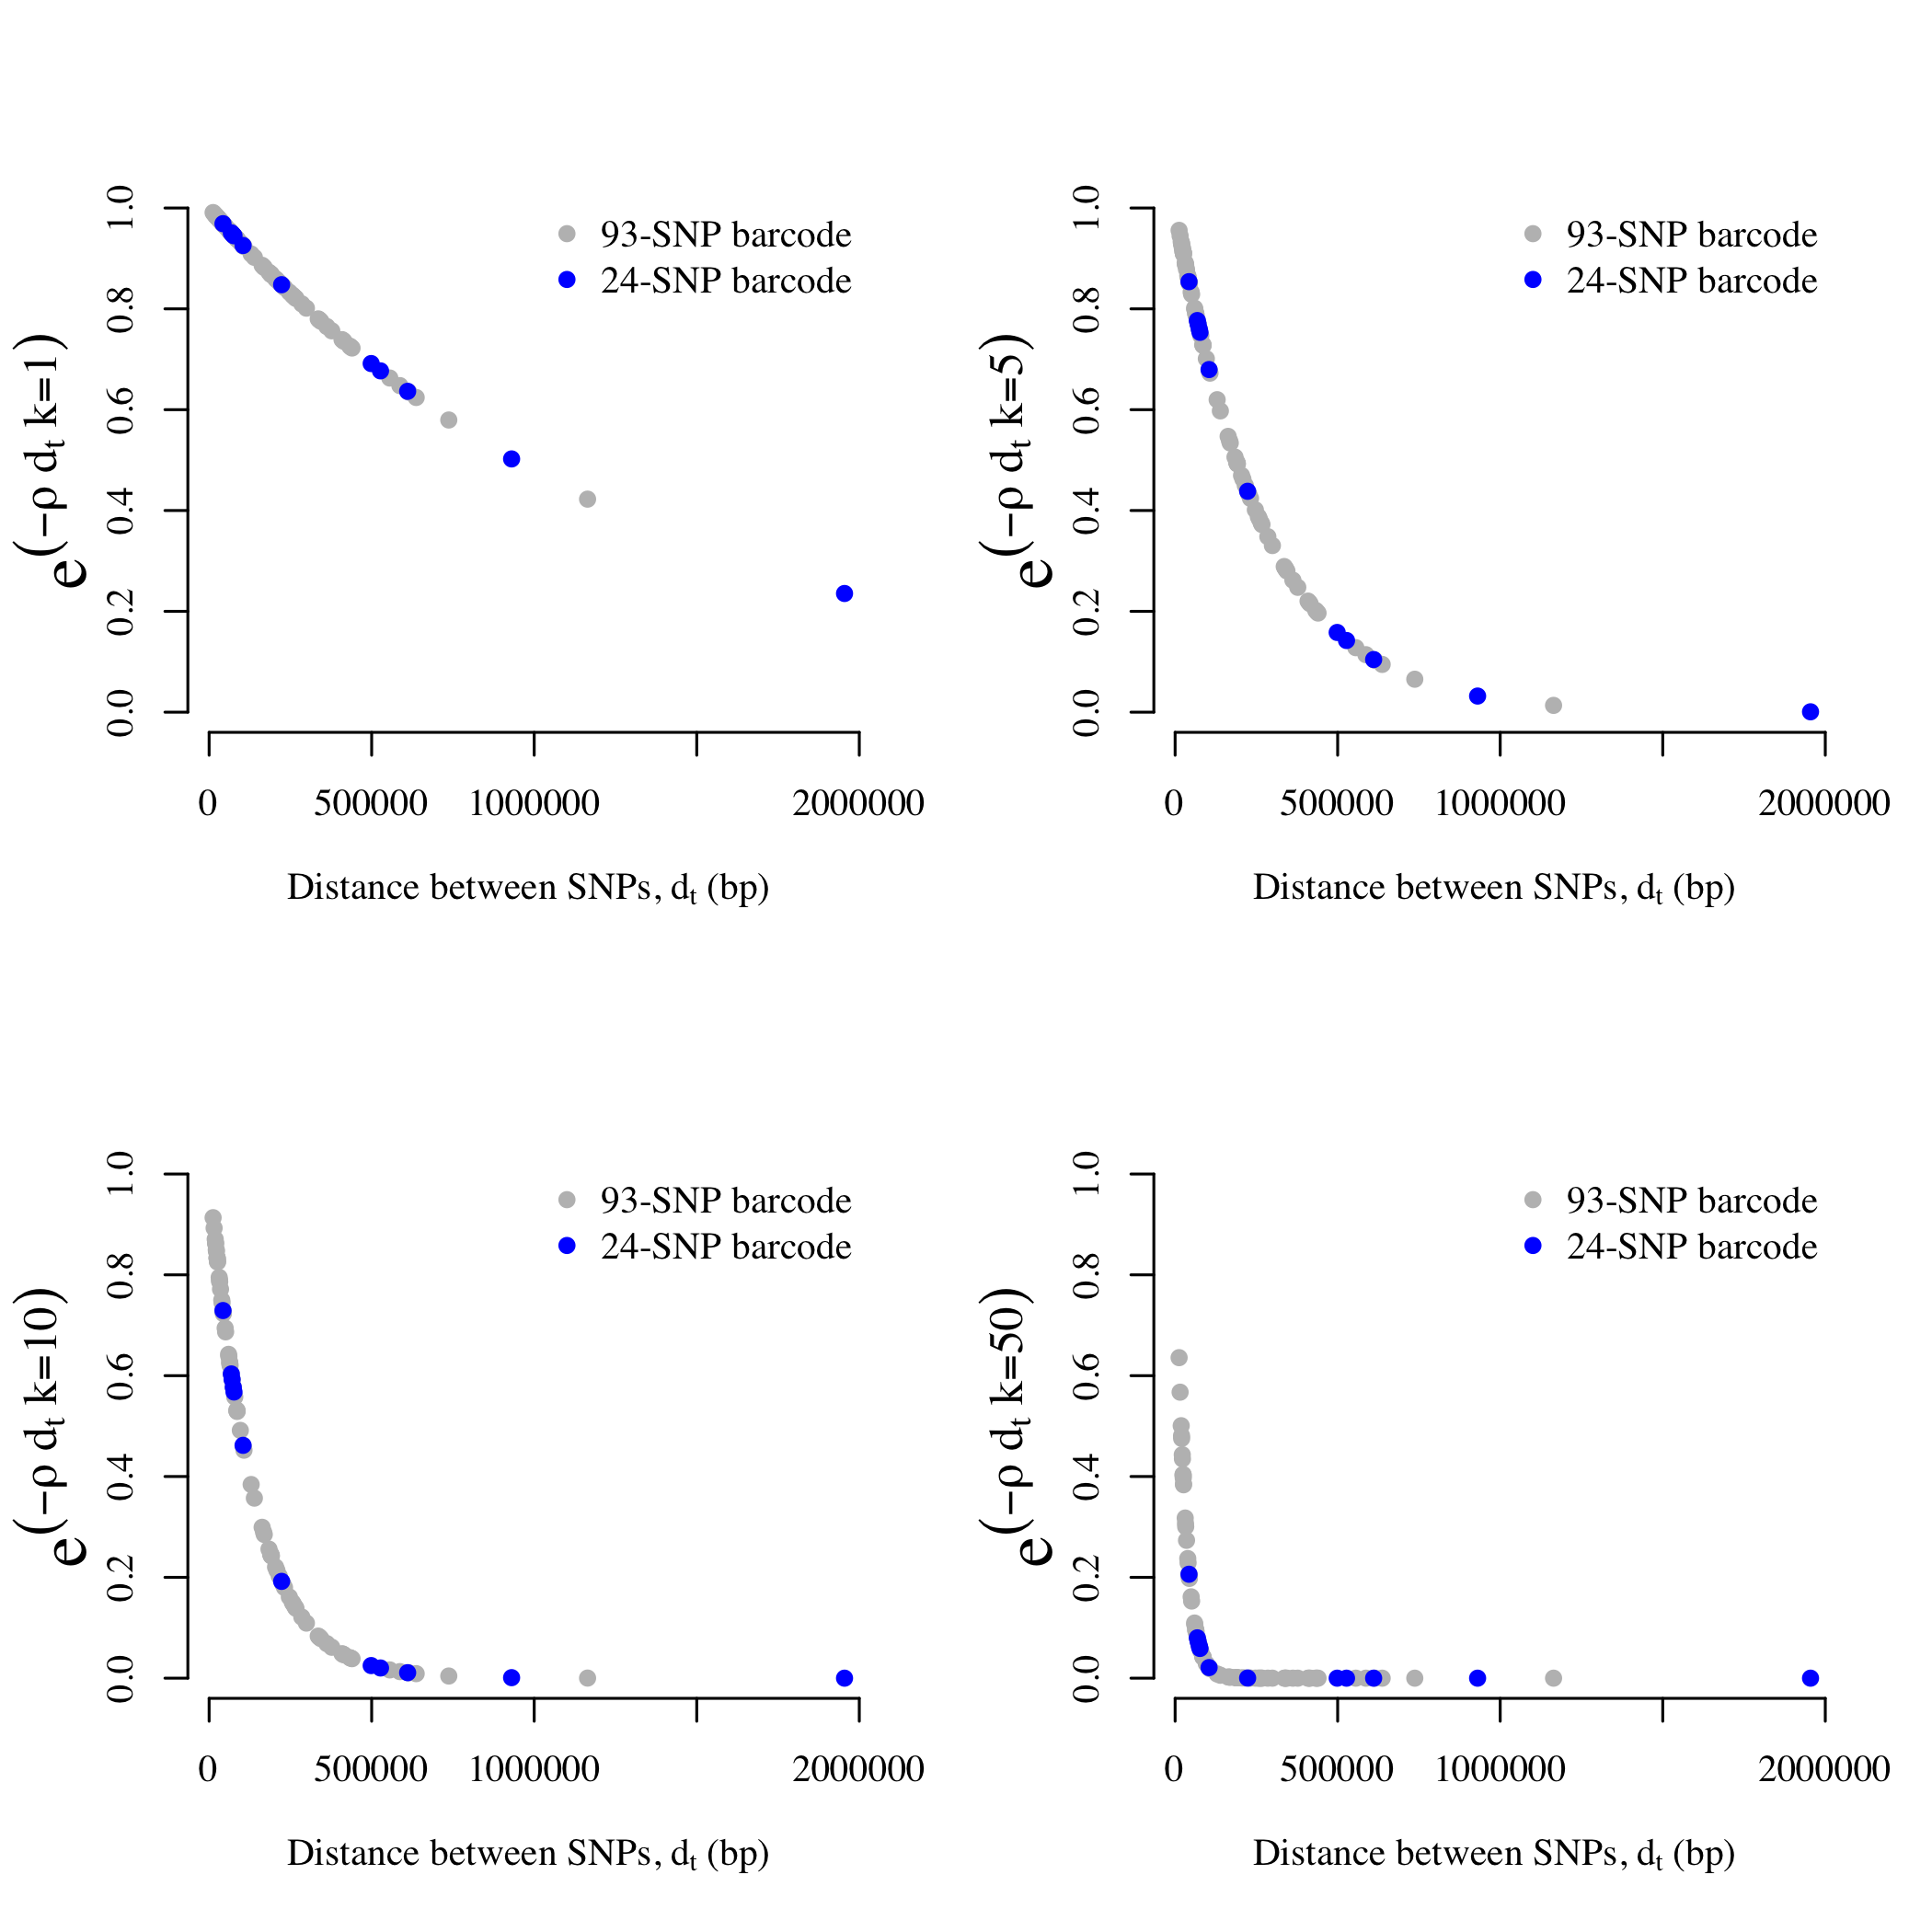 e(−ρ dt k=1)
1.0
0.8
0.6
0.4
0.2
0.0
93-SNP barcode
24-SNP barcode
0 500000 1000000 2000000
Distance between SNPs, dt (bp)
e(−ρ dt k=5)
1.0
0.8
0.6
0.4
0.2
0.0
93-SNP barcode
24-SNP barcode
0 500000 1000000 2000000
Distance between SNPs, dt (bp)
e(−ρ dt k=10)
1.0
0.8
0.6
0.4
0.2
0.0
93-SNP barcode
24-SNP barcode
0 500000 1000000 2000000
Distance between SNPs, dt (bp)
e(−ρ dt k=50)
1.0
0.8
0.6
0.4
0.2
0.0
93-SNP barcode
24-SNP barcode
0 500000 1000000 2000000
Distance between SNPs, dt (bp)